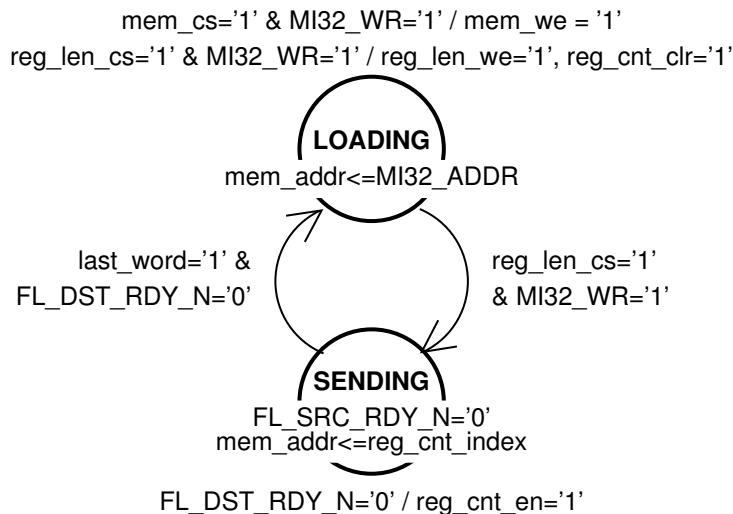 mem_cs='1' & MI32_WR='1' / mem_we = '1'
reg_len_cs='1' & MI32_WR='1' / reg_len_we='1', reg_cnt_clr='1'
LOADING
mem_addr<=MI32_ADDR
last_word='1' &
FL_DST_RDY_N='0'
reg_len_cs='1'
& MI32_WR='1'
SENDING
FL_SRC_RDY_N='0'
mem_addr<=reg_cnt_index
FL_DST_RDY_N='0' / reg_cnt_en='1'